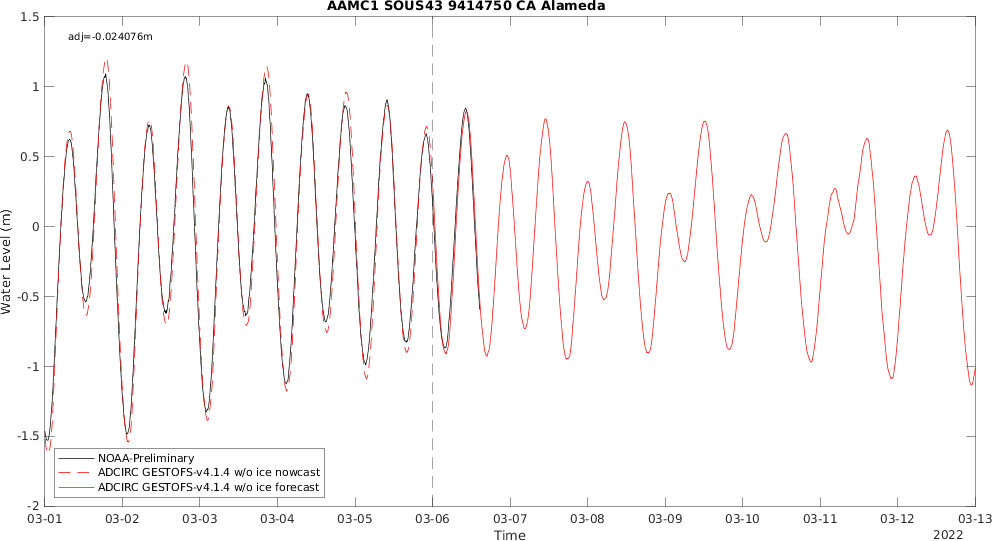 AAMC1 SOUS43 9414750 CA Alameda
adj=-0.024076m
1.5
1
0.5
0
-0.5
-1
-1.5
-2
Water Level (m)
NOAA-Preliminary
ADCIRC GESTOFS-v4.1.4 w/o ice nowcast
ADCIRC GESTOFS-v4.1.4 w/o ice forecast
03-01 03-02 03-03 03-04 03-05 03-06 03-07 03-08 03-09 03-10 03-11 03-12 03-13
Time
2022